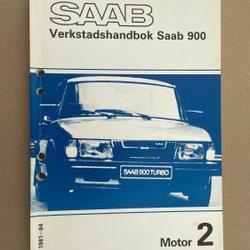 SAAB
Verkstadshandbok Saab 900
SAAB 900 TURBO
1981–84
Motor 2